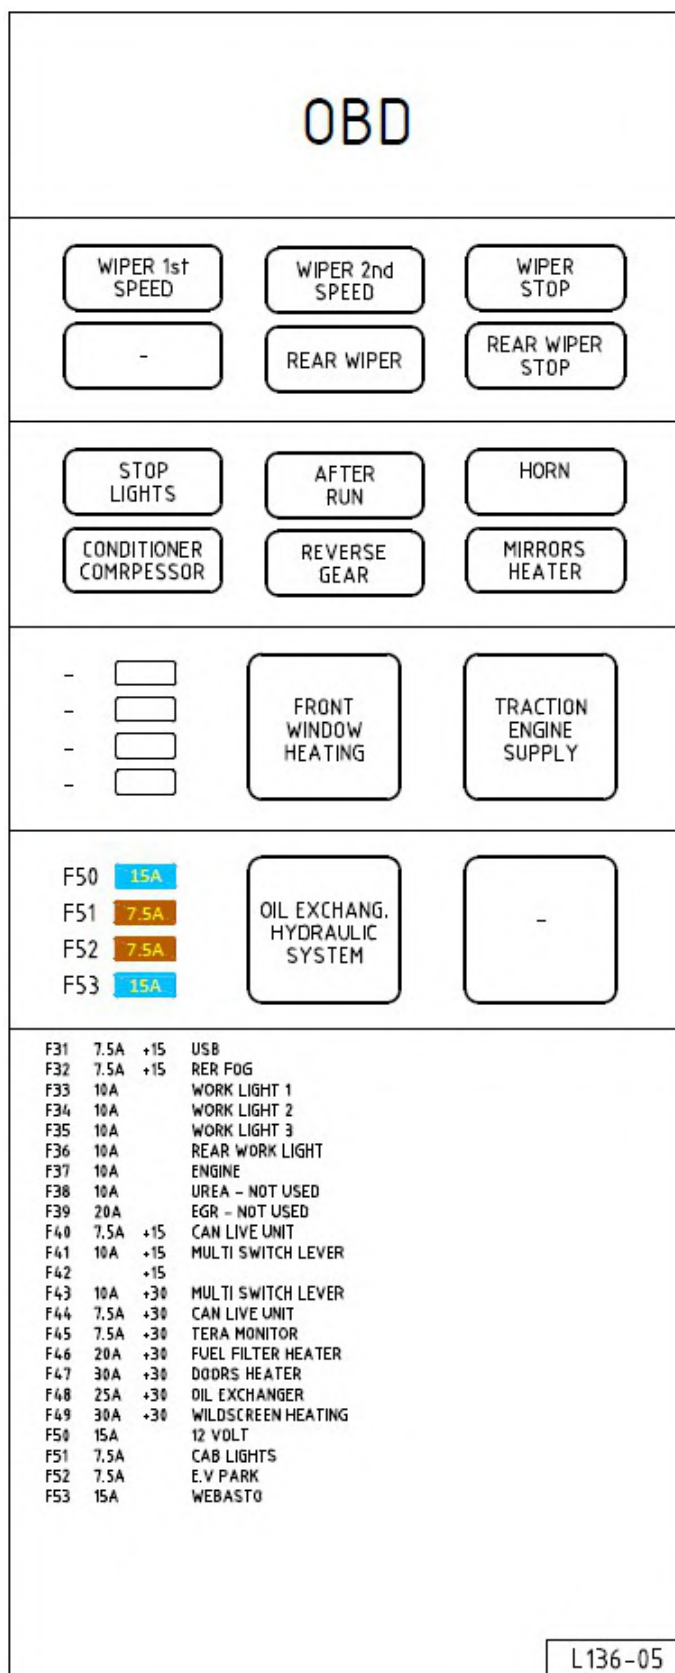 OBD
WIPER 1st
SPEED
WIPER 2nd
SPEED
WIPER
STOP
-
REAR WIPER
REAR WIPER
STOP
STOP
LIGHTS
AFTER
RUN
HORN
CONDITIONER
COMRPESSOR
REVERSE
GEAR
MIRRORS
HEATER
-
-
-
-
FRONT
WINDOW
HEATING
TRACTION
ENGINE
SUPPLY
F50 15A
F51 7.5A
F52 7.5A
F53 15A
OIL EXCHANG.
HYDRAULIC
SYSTEM
-
F31 7.5A +15 USB
F32 7.5A +15 RER FOG
F33 10A WORK LIGHT 1
F34 10A WORK LIGHT 2
F35 10A WORK LIGHT 3
F36 10A REAR WORK LIGHT
F37 10A ENGINE
F38 10A UREA - NOT USED
F39 20A EGR - NOT USED
F40 7.5A +15 CAN LIVE UNIT
F41 10A +15 MULTI SWITCH LEVER
F42 +15
F43 10A +30 MULTI SWITCH LEVER
F44 7.5A +30 CAN LIVE UNIT
F45 7.5A +30 TERA MONITOR
F46 20A +30 FUEL FILTER HEATER
F47 30A +30 DOORS HEATER
F48 25A +30 OIL EXCHANGER
F49 30A +30 WILDSCREEN HEATING
F50 15A 12 VOLT
F51 7.5A CAB LIGHTS
F52 7.5A E.V PARK
F53 15A WEBASTO
L136-05